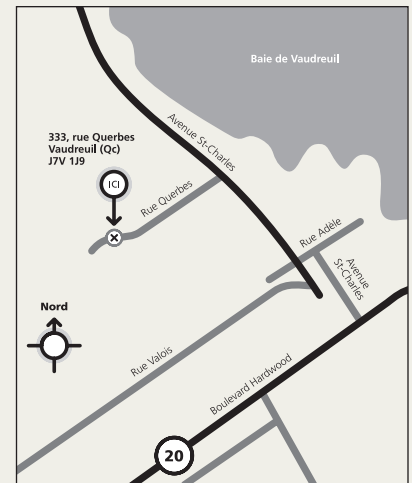 Baie de Vaudreuil
333, rue Querbes
Vaudreuil (Qc)
J7V 1J9
ICI
Avenue St-Charles
Rue Querbes
Rue Adèle
Avenue
St-Charles
Nord
Rue Valois
Boulevard Hardwood
20